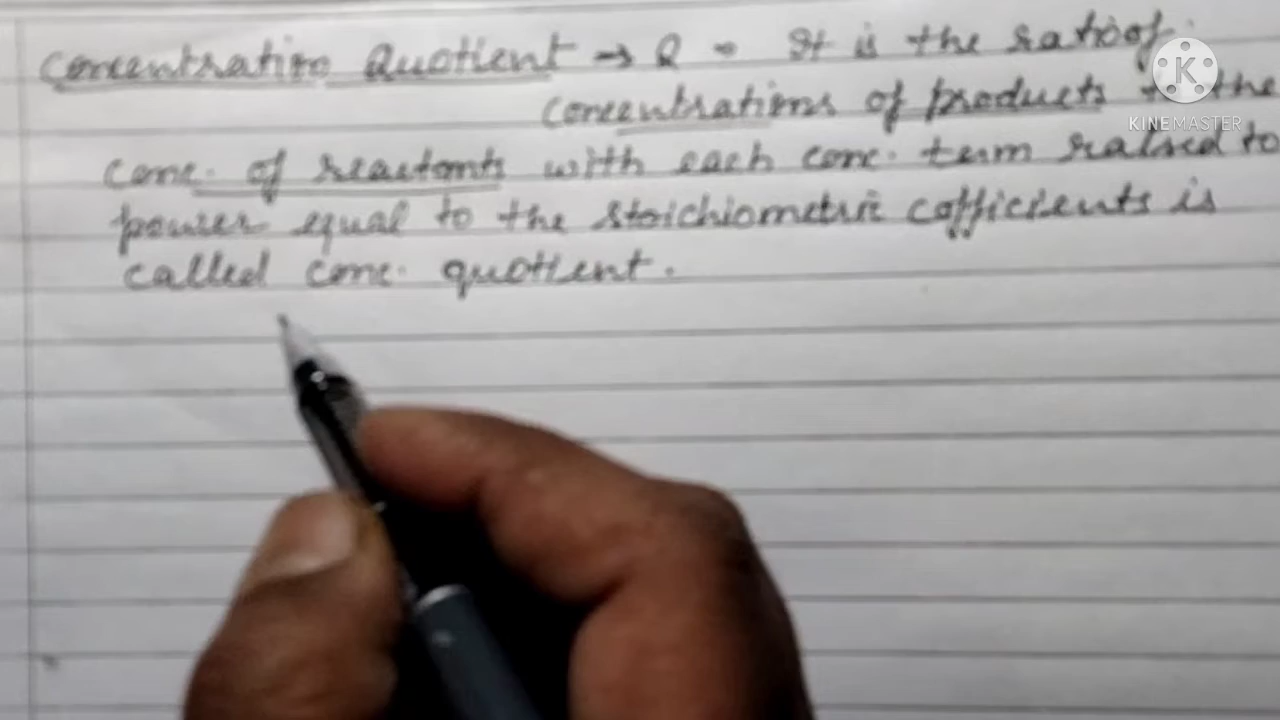 Concentration Quotient → Q - It is the ratio of
concentrations of products to the
conc. of reactants with each conc. term raised to
power equal to the stoichiometric cofficients is
called conc. quotient.
K
KINEMASTER